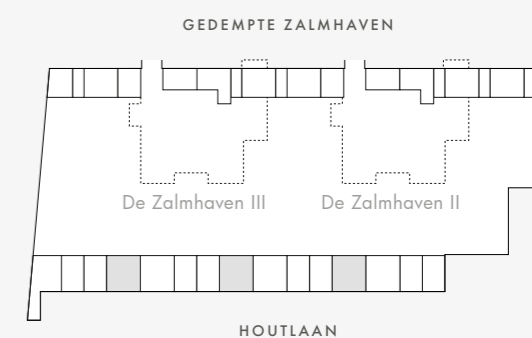 GEDEMPTE ZALMHAVEN
De Zalmhaven III
De Zalmhaven II
HOUTLAAN